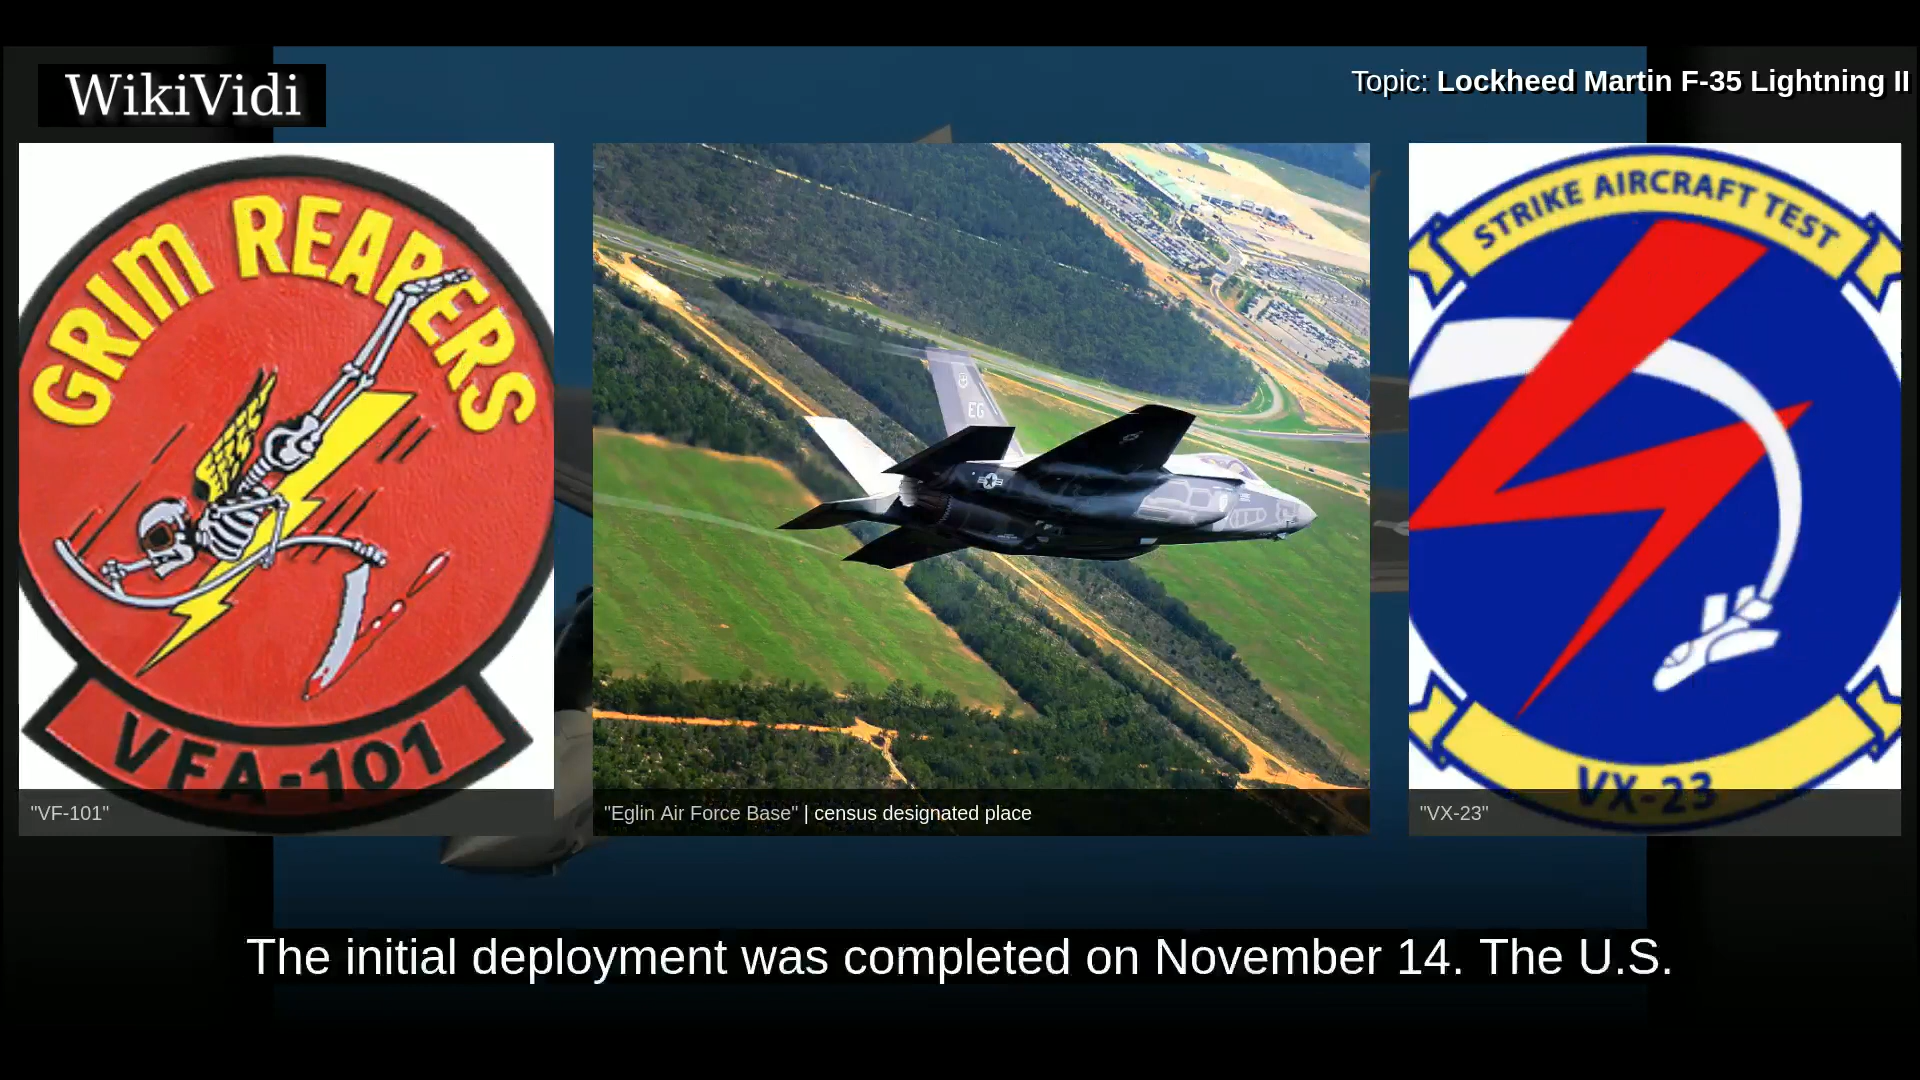 WikiVidi
Topic: Lockheed Martin F-35 Lightning II
GRIM REAPERS
VFA-101
"VF-101"
EG
"Eglin Air Force Base" | census designated place
STRIKE AIRCRAFT TEST
VX-23
"VX-23"
The initial deployment was completed on November 14. The U.S.